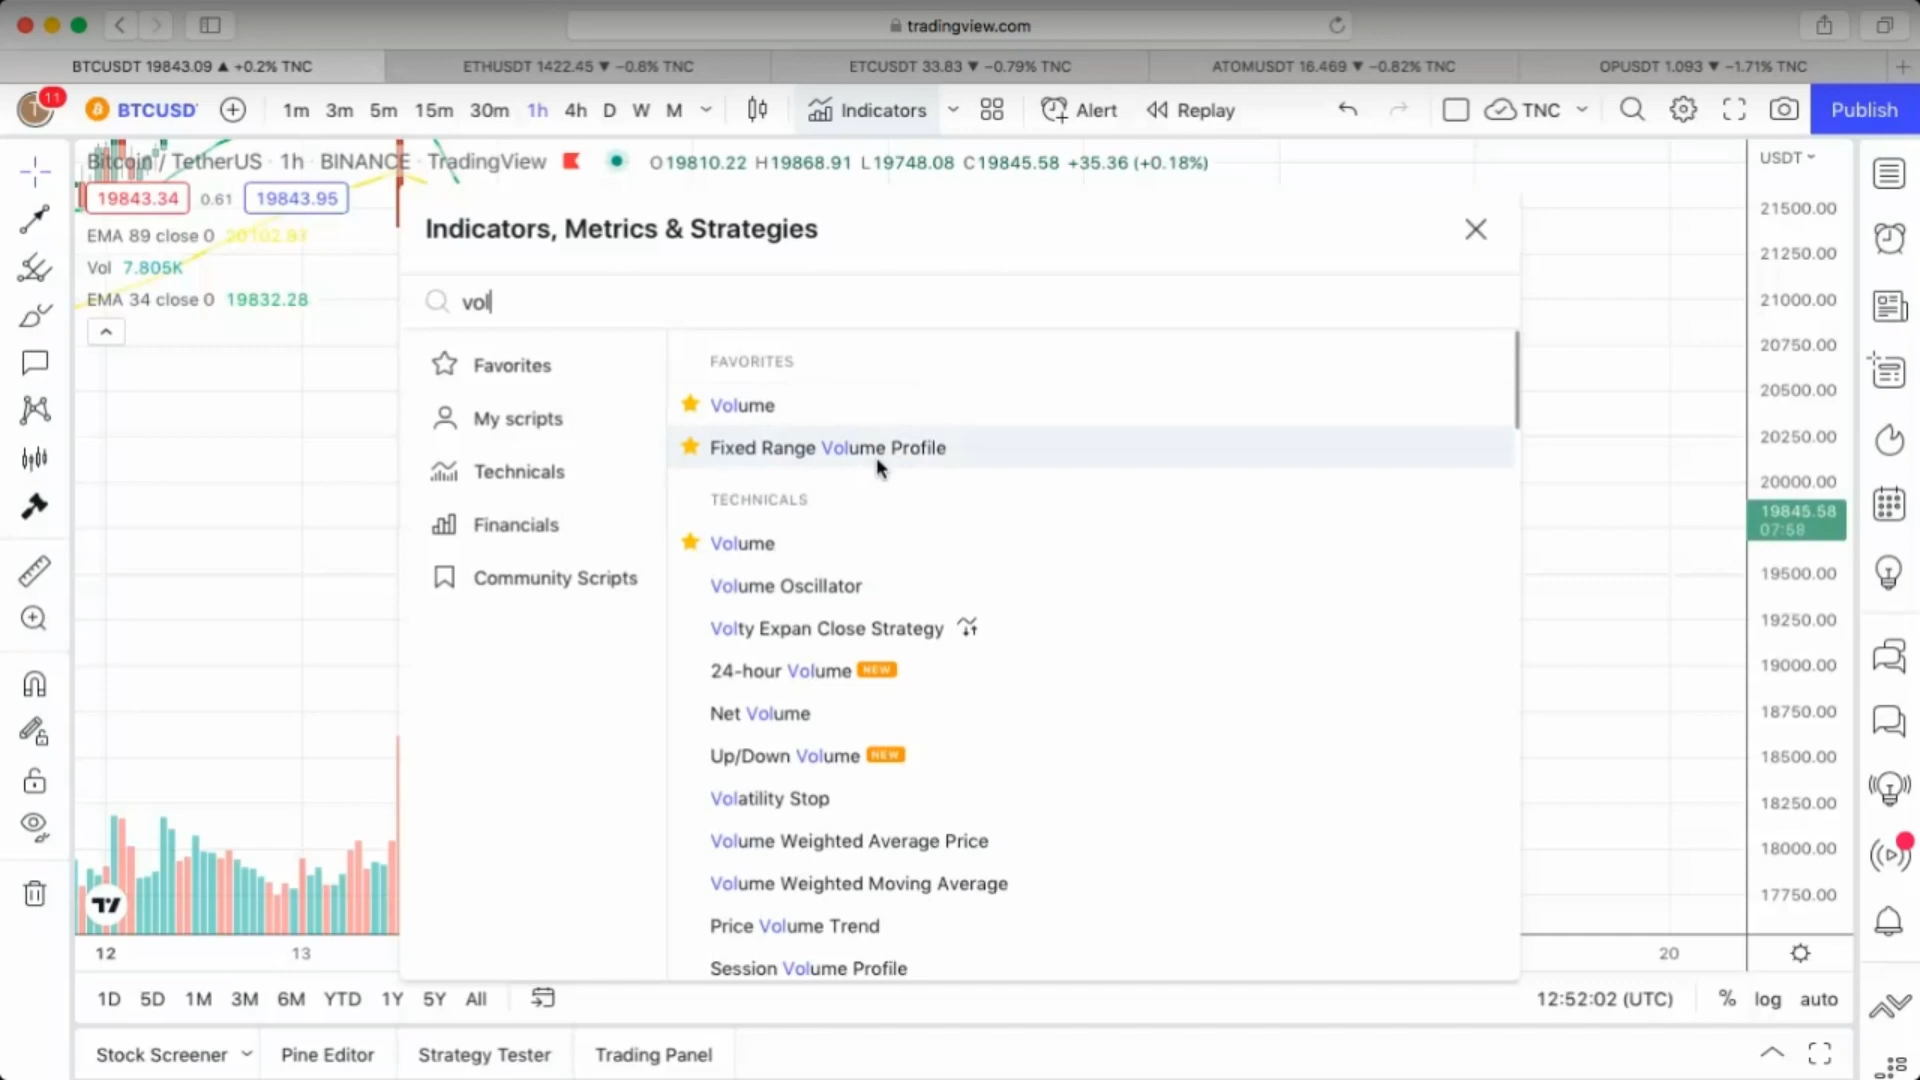 tradingview.com
BTCUSDT 19843.09 ▲ +0.2% TNC
ETHUSDT 1422.45 ▼ −0.8% TNC
ETCUSDT 33.83 ▼ −0.79% TNC
ATOMUSDT 16.469 ▼ −0.82% TNC
OPUSDT 1.093 ▼ −1.71% TNC
T 11 BTCUSD 1m 3m 5m 15m 30m 1h 4h D W M Indicators Alert Replay TNC Publish
Bitcoin / TetherUS · 1h · BINANCE · TradingView O19810.22 H19868.91 L19748.08 C19845.58 +35.36 (+0.18%)
USDT
19843.34 0.61 19843.95
EMA 89 close 0 20102.81
Vol 7.805K
EMA 34 close 0 19832.28
Indicators, Metrics & Strategies
vol
Favorites
My scripts
Technicals
Financials
Community Scripts
FAVORITES
Volume
Fixed Range Volume Profile
TECHNICALS
Volume
Volume Oscillator
Volty Expan Close Strategy
24-hour Volume NEW
Net Volume
Up/Down Volume NEW
Volatility Stop
Volume Weighted Average Price
Volume Weighted Moving Average
Price Volume Trend
Session Volume Profile
21500.00
21250.00
21000.00
20750.00
20500.00
20250.00
20000.00
19845.58
07:58
19500.00
19250.00
19000.00
18750.00
18500.00
18250.00
18000.00
17750.00
12 13 20
1D 5D 1M 3M 6M YTD 1Y 5Y All
12:52:02 (UTC) % log auto
Stock Screener Pine Editor Strategy Tester Trading Panel